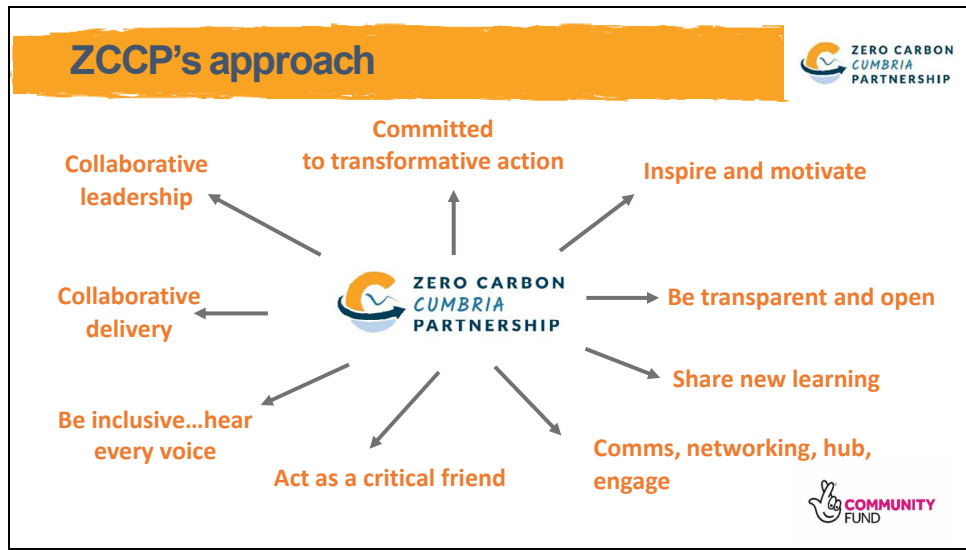 ZCCP's approach
ZERO CARBON
CUMBRIA
PARTNERSHIP
Committed
to transformative action
Collaborative
leadership
Inspire and motivate
ZERO CARBON
CUMBRIA
PARTNERSHIP
Collaborative
delivery
Be transparent and open
Share new learning
Be inclusive…hear
every voice
Act as a critical friend
Comms, networking, hub,
engage
COMMUNITY
FUND